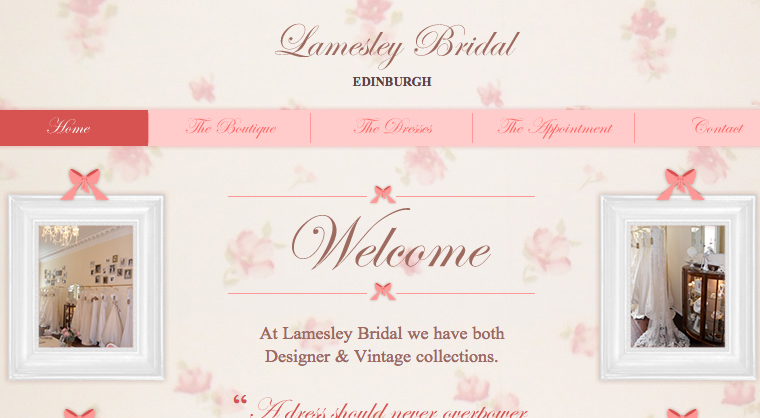 Lamesley Bridal
EDINBURGH
Home The Boutique The Dresses The Appointment Contact
Welcome
At Lamesley Bridal we have both
Designer & Vintage collections.
“ A dress should never overpower